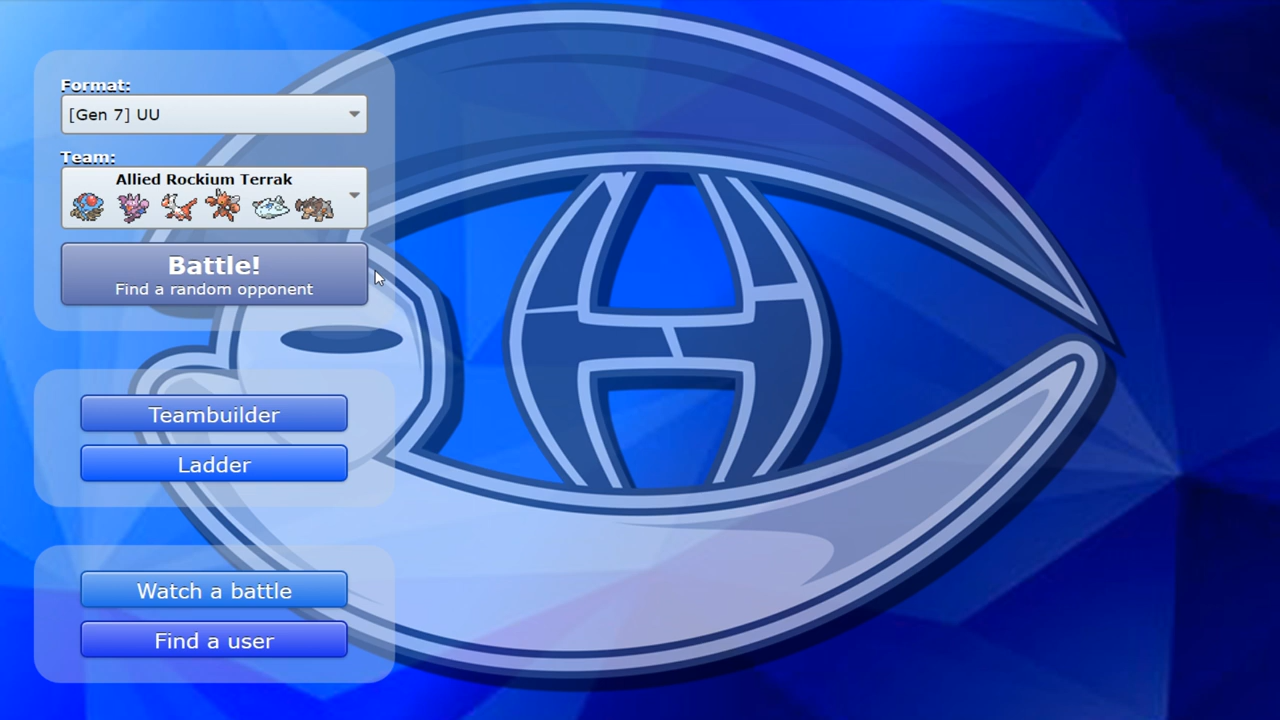 Format:
[Gen 7] UU
Team:
Allied Rockium Terrak
Battle!
Find a random opponent
Teambuilder
Ladder
Watch a battle
Find a user